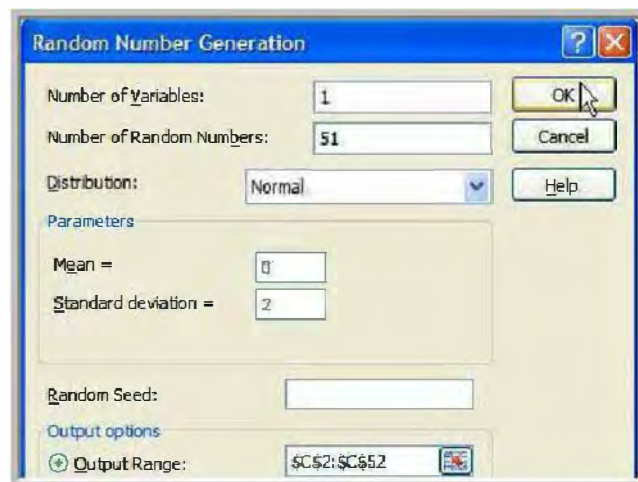 Random Number Generation
Number of Variables: 1 OK
Number of Random Numbers: 51 Cancel
Distribution: Normal Help
Parameters
Mean = 0
Standard deviation = 2
Random Seed:
Output options
Output Range: $C$2:$C$52